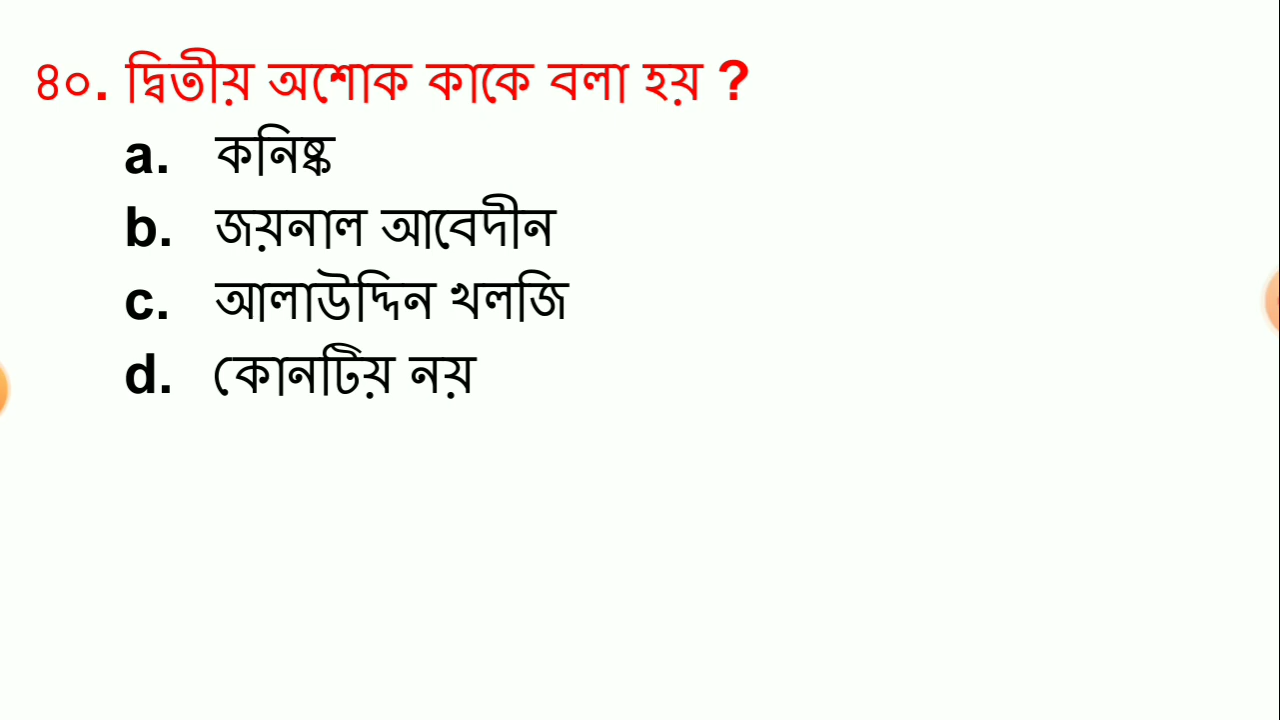 ৪০. দ্বিতীয় অশোক কাকে বলা হয় ?
a. কনিষ্ক
b. জয়নাল আবেদীন
c. আলাউদ্দিন খলজি
d. কোনটিয় নয়